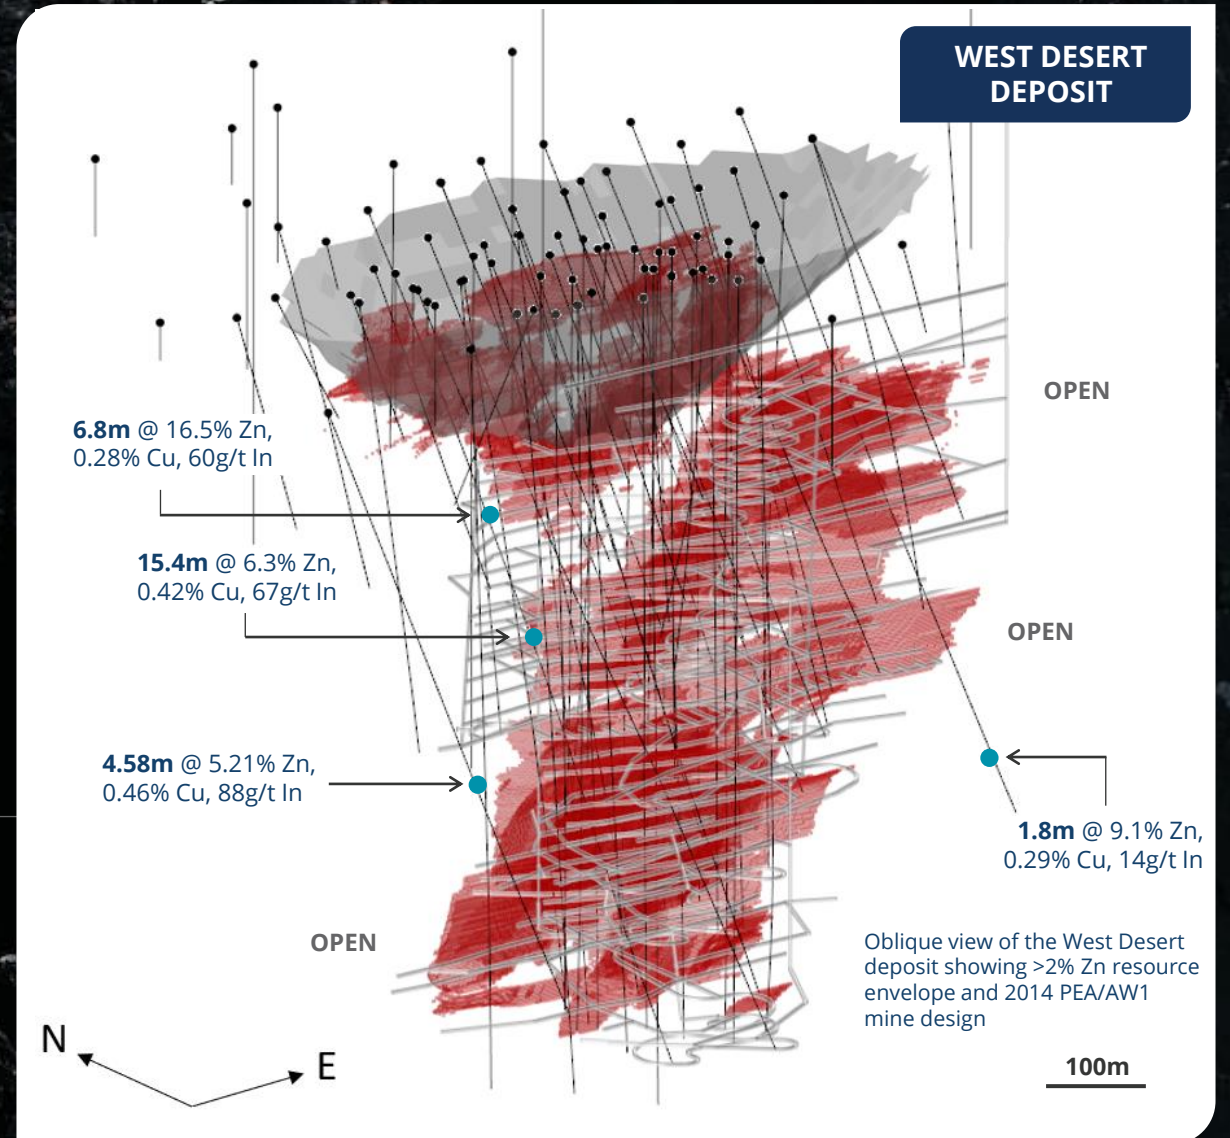 WEST DESERT
DEPOSIT
OPEN
6.8m @ 16.5% Zn,
0.28% Cu, 60g/t In
15.4m @ 6.3% Zn,
0.42% Cu, 67g/t In
OPEN
4.58m @ 5.21% Zn,
0.46% Cu, 88g/t In
1.8m @ 9.1% Zn,
0.29% Cu, 14g/t In
OPEN
Oblique view of the West Desert
deposit showing >2% Zn resource
envelope and 2014 PEA/AW1
mine design
N
E
100m